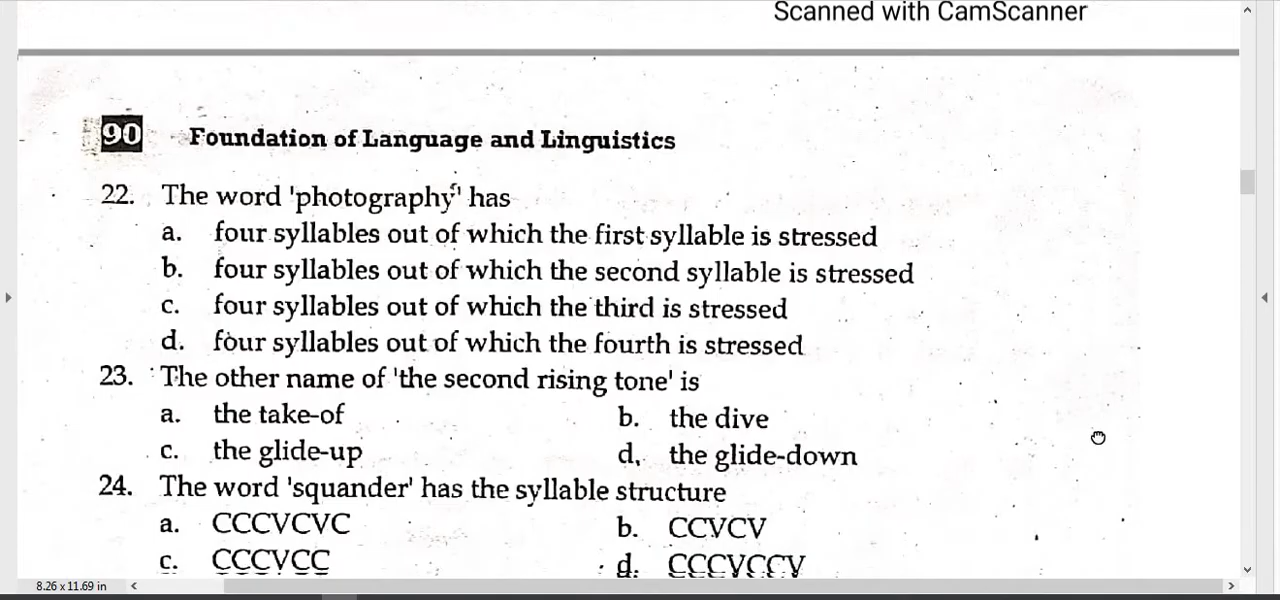 Scanned with CamScanner
90 Foundation of Language and Linguistics
22. The word 'photography' has
a. four syllables out of which the first syllable is stressed
b. four syllables out of which the second syllable is stressed
c. four syllables out of which the third is stressed
d. four syllables out of which the fourth is stressed
23. The other name of 'the second rising tone' is
a. the take-of b. the dive
c. the glide-up d. the glide-down
24. The word 'squander' has the syllable structure
a. CCCVCVC b. CCVCV
c. CCCVCC d. CCCVCCV
8.26 x 11.69 in